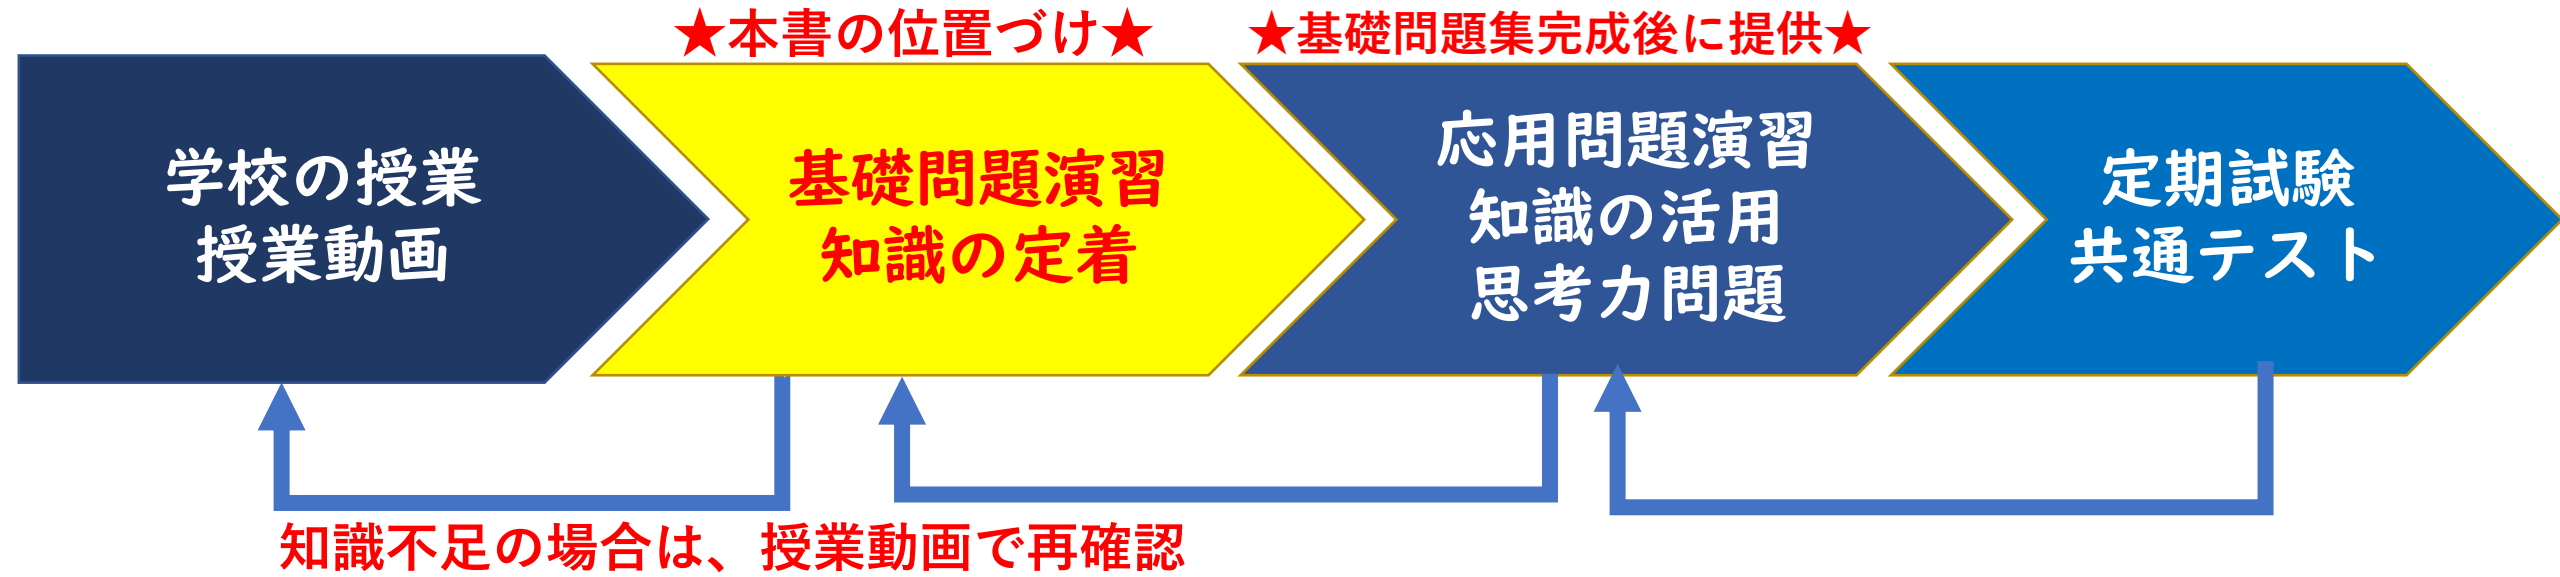 ★本書の位置づけ★
★基礎問題集完成後に提供★
学校の授業
授業動画
基礎問題演習
知識の定着
応用問題演習
知識の活用
思考力問題
定期試験
共通テスト
知識不足の場合は、授業動画で再確認